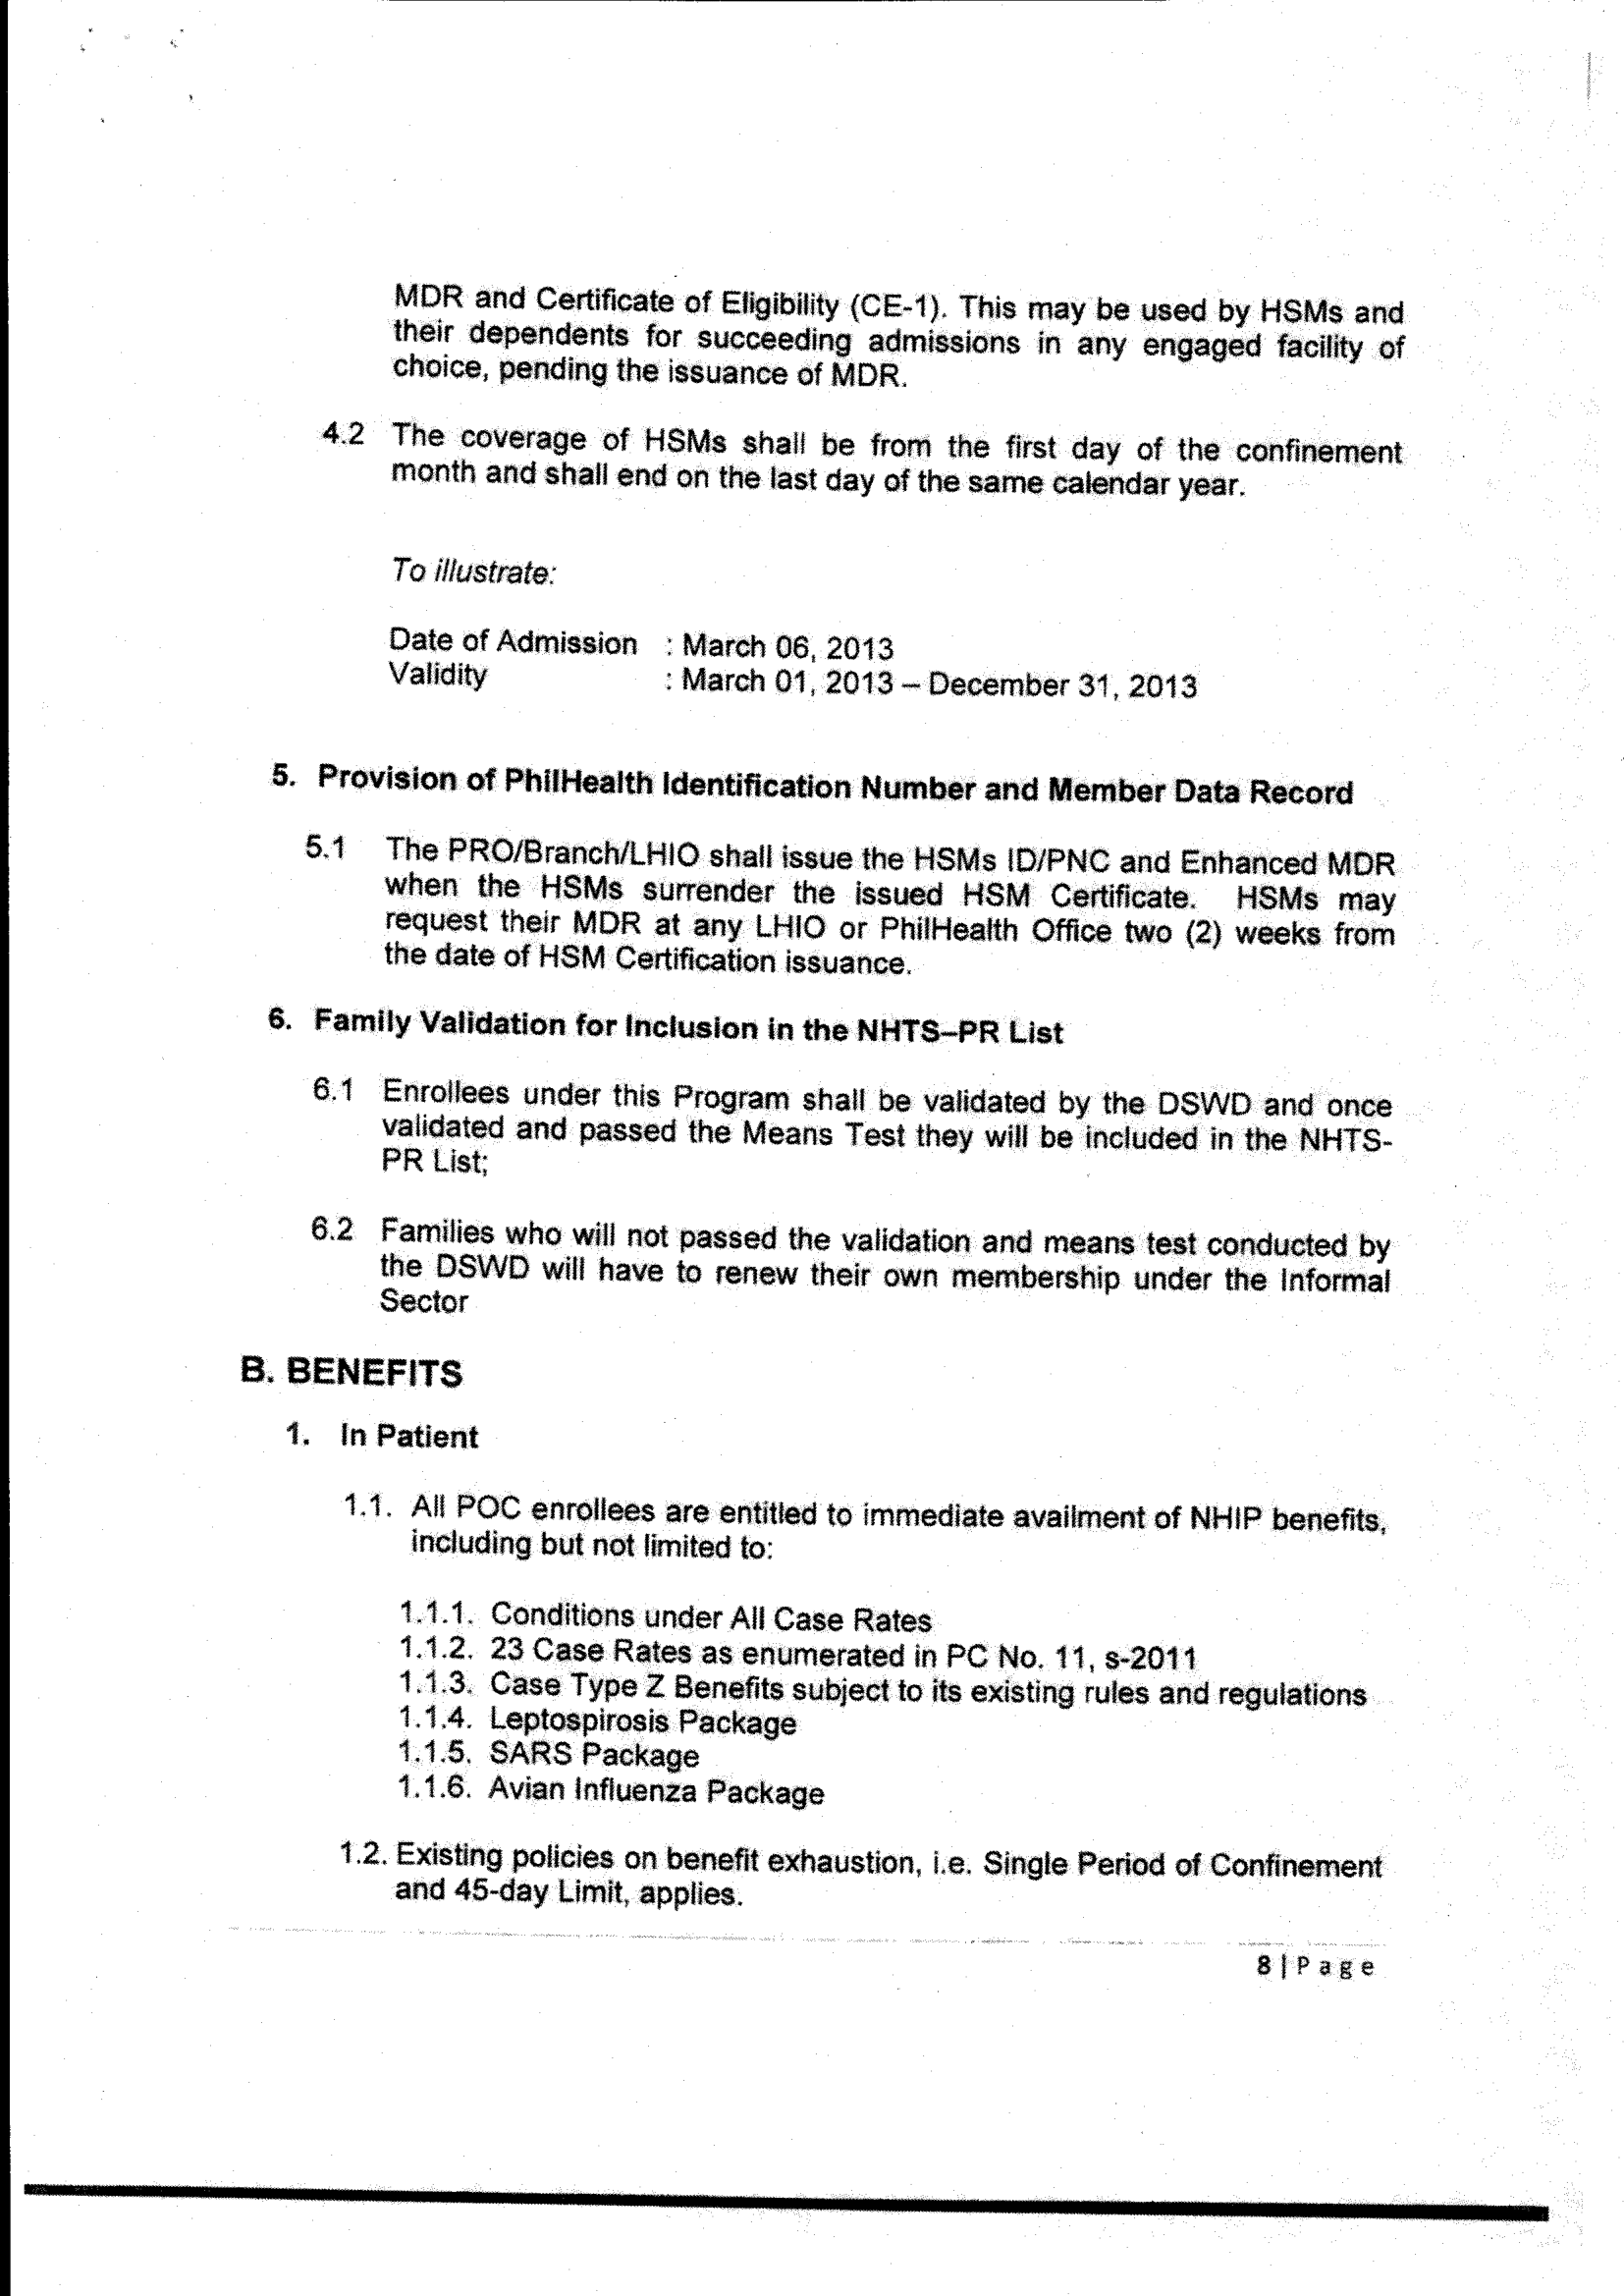 MDR and Certificate of Eligibility (CE-1). This may be used by HSMs and
their dependents for succeeding admissions in any engaged facility of
choice, pending the issuance of MDR.
4.2 The coverage of HSMs shall be from the first day of the confinement
month and shall end on the last day of the same calendar year.
To illustrate:
Date of Admission : March 06, 2013
Validity : March 01, 2013 – December 31, 2013
5. Provision of PhilHealth Identification Number and Member Data Record
5.1 The PRO/Branch/LHIO shall issue the HSMs ID/PNC and Enhanced MDR
when the HSMs surrender the issued HSM Certificate. HSMs may
request their MDR at any LHIO or PhilHealth Office two (2) weeks from
the date of HSM Certification issuance.
6. Family Validation for Inclusion in the NHTS–PR List
6.1 Enrollees under this Program shall be validated by the DSWD and once
validated and passed the Means Test they will be included in the NHTS-
PR List;
6.2 Families who will not passed the validation and means test conducted by
the DSWD will have to renew their own membership under the Informal
Sector
B. BENEFITS
1. In Patient
1.1. All POC enrollees are entitled to immediate availment of NHIP benefits,
including but not limited to:
1.1.1. Conditions under All Case Rates
1.1.2. 23 Case Rates as enumerated in PC No. 11, s-2011
1.1.3. Case Type Z Benefits subject to its existing rules and regulations
1.1.4. Leptospirosis Package
1.1.5. SARS Package
1.1.6. Avian Influenza Package
1.2. Existing policies on benefit exhaustion, i.e. Single Period of Confinement
and 45-day Limit, applies.
8 | P a g e